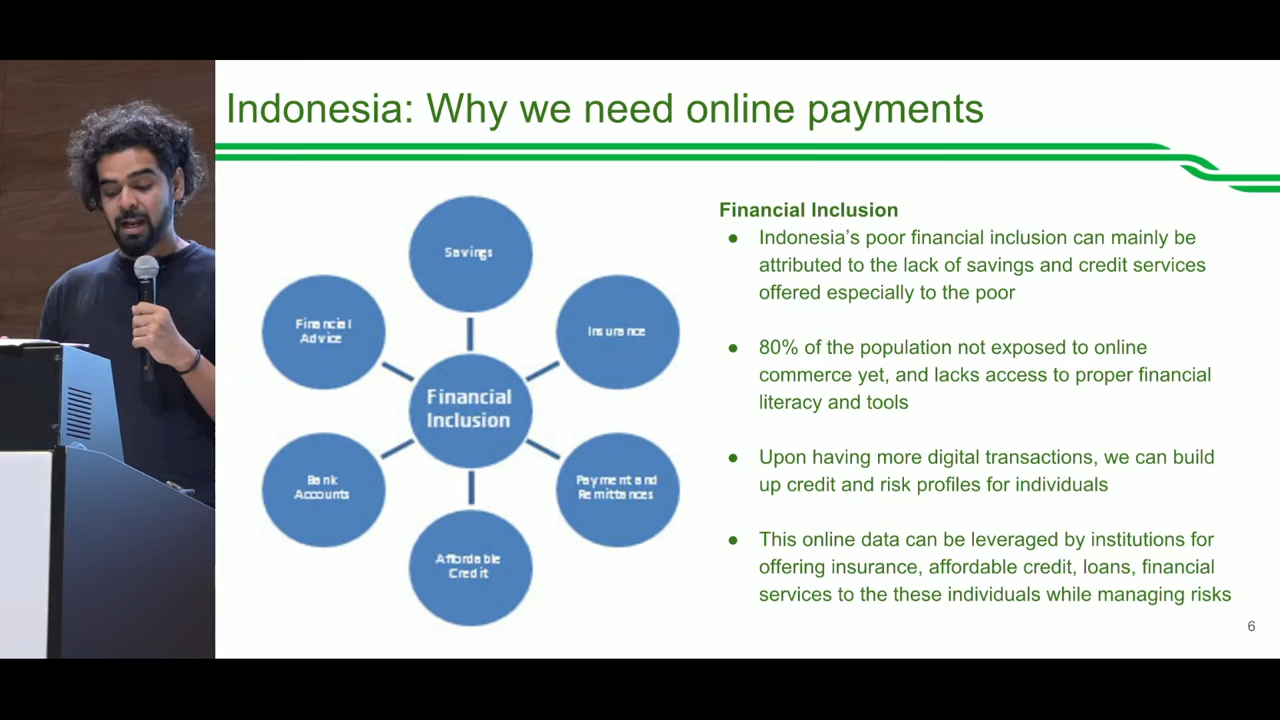 Indonesia: Why we need online payments
Savings
Financial
Advice
Insurance
Financial
Inclusion
Bank
Accounts
Payment and
Remittances
Affordable
Credit
Financial Inclusion
● Indonesia's poor financial inclusion can mainly be
attributed to the lack of savings and credit services
offered especially to the poor
● 80% of the population not exposed to online
commerce yet, and lacks access to proper financial
literacy and tools
● Upon having more digital transactions, we can build
up credit and risk profiles for individuals
● This online data can be leveraged by institutions for
offering insurance, affordable credit, loans, financial
services to the these individuals while managing risks
6